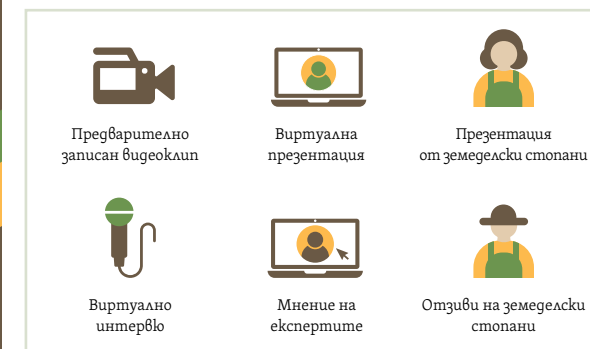 Предварително
записан видеоклип
Виртуална
презентация
Презентация
от земеделски стопани
Виртуално
интервю
Мнение на
експертите
Отзиви на земеделски
стопани